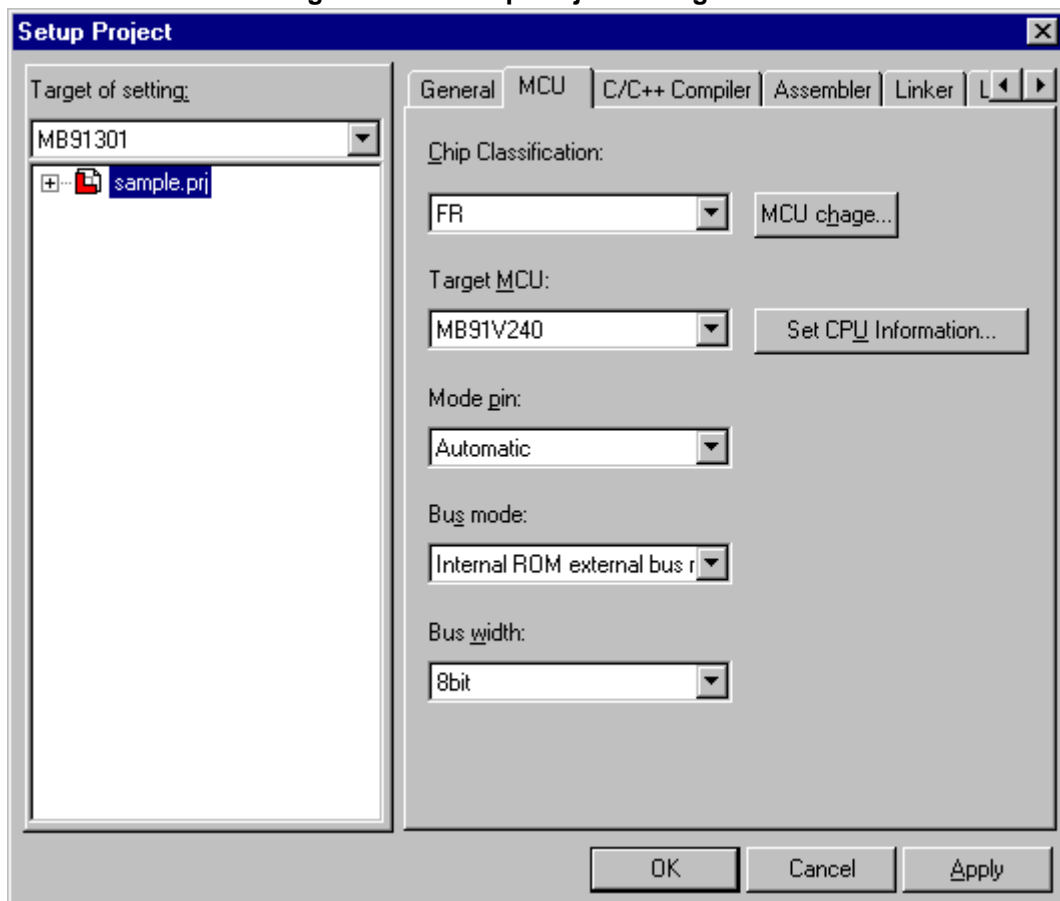 Setup Project
Target of setting:
MB91301
sample.prj
General MCU C/C++ Compiler Assembler Linker L
Chip Classification:
FR
MCU chage...
Target MCU:
MB91V240
Set CPU Information...
Mode pin:
Automatic
Bus mode:
Internal ROM external bus r
Bus width:
8bit
OK Cancel Apply